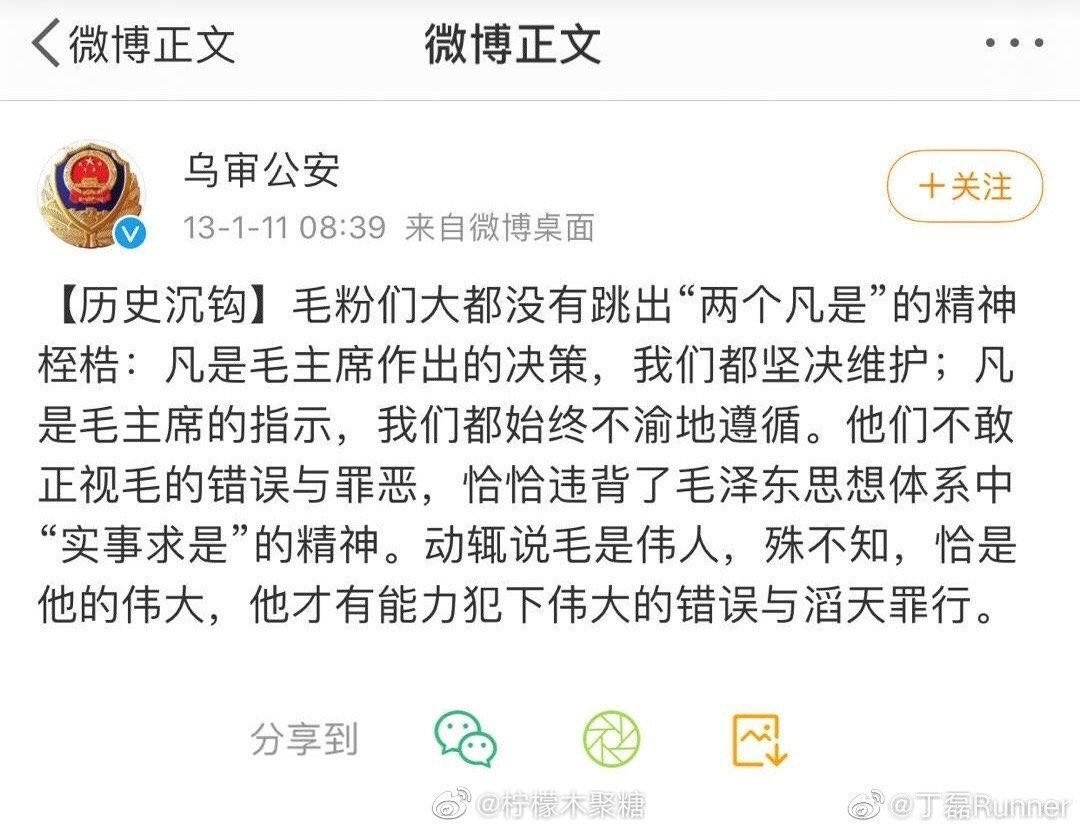 微博正文
微博正文
乌审公安
+关注
13-1-11 08:39 来自微博桌面
【历史沉钩】毛粉们大都没有跳出“两个凡是”的精神
桎梏：凡是毛主席作出的决策，我们都坚决维护；凡
是毛主席的指示，我们都始终不渝地遵循。他们不敢
正视毛的错误与罪恶，恰恰违背了毛泽东思想体系中
“实事求是”的精神。动辄说毛是伟人，殊不知，恰是
他的伟大，他才有能力犯下伟大的错误与滔天罪行。
分享到
@柠檬木聚糖
@丁磊Runner